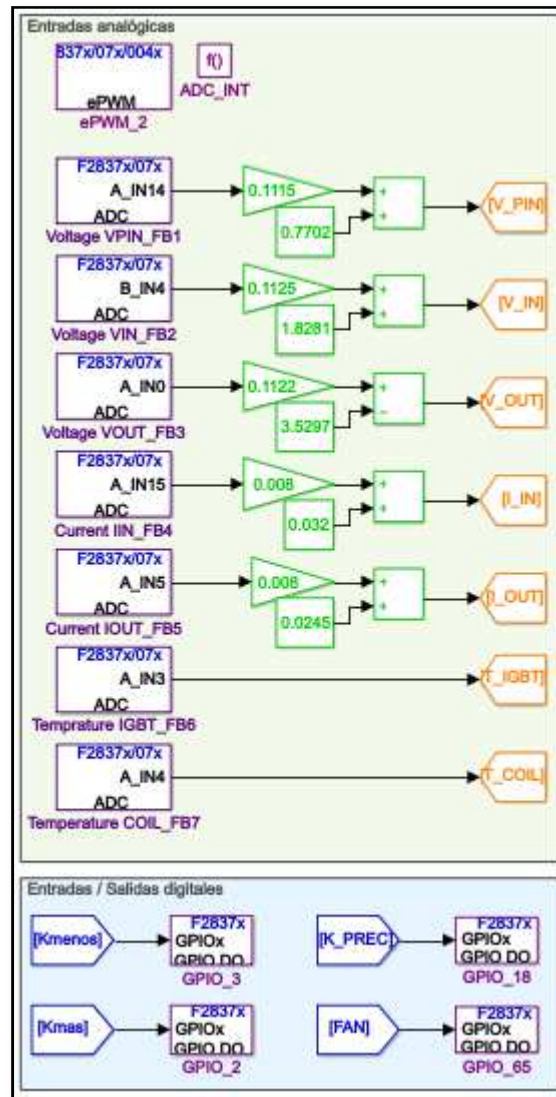 Entradas analógicas
B37x/07x/004x
f()
ADC_INT
ePWM
ePWM_2
F2837x/07x
A_IN14
0.1115
+
+
[V_PIN]
ADC
0.7702
Voltage VPIN_FB1
F2837x/07x
B_IN4
0.1125
+
+
[V_IN]
ADC
1.8281
Voltage VIN_FB2
F2837x/07x
A_IN0
0.1122
+
−
[V_OUT]
ADC
3.5297
Voltage VOUT_FB3
F2837x/07x
A_IN15
0.008
+
+
[I_IN]
ADC
0.032
Current IIN_FB4
F2837x/07x
A_IN5
0.008
+
+
[I_OUT]
ADC
0.0245
Current IOUT_FB5
F2837x/07x
A_IN3
[T_IGBT]
ADC
Temprature IGBT_FB6
F2837x/07x
A_IN4
[T_COIL]
ADC
Temperature COIL_FB7
Entradas / Salidas digitales
[Kmenos]
F2837x
GPIOx
GPIO DO
GPIO_3
[K_PREC]
F2837x
GPIOx
GPIO DO
GPIO_18
[Kmas]
F2837x
GPIOx
GPIO DO
GPIO_2
[FAN]
F2837x
GPIOx
GPIO DO
GPIO_65